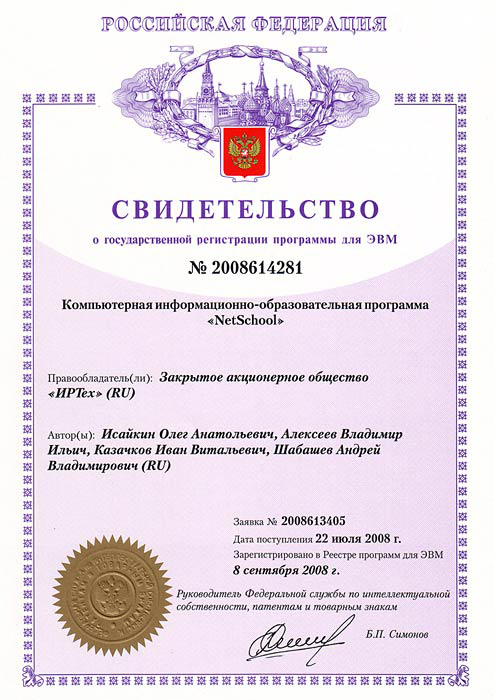 РОССИЙСКАЯ ФЕДЕРАЦИЯ
СВИДЕТЕЛЬСТВО
о государственной регистрации программы для ЭВМ
№ 2008614281
Компьютерная информационно-образовательная программа
«NetSchool»
Правообладатель(ли): Закрытое акционерное общество
«ИРТех» (RU)
Автор(ы): Исайкин Олег Анатольевич, Алексеев Владимир
Ильич, Казачков Иван Витальевич, Шабашев Андрей
Владимирович (RU)
Заявка № 2008613405
Дата поступления 22 июля 2008 г.
Зарегистрировано в Реестре программ для ЭВМ
8 сентября 2008 г.
Руководитель Федеральной службы по интеллектуальной
собственности, патентам и товарным знакам
Б.П. Симонов